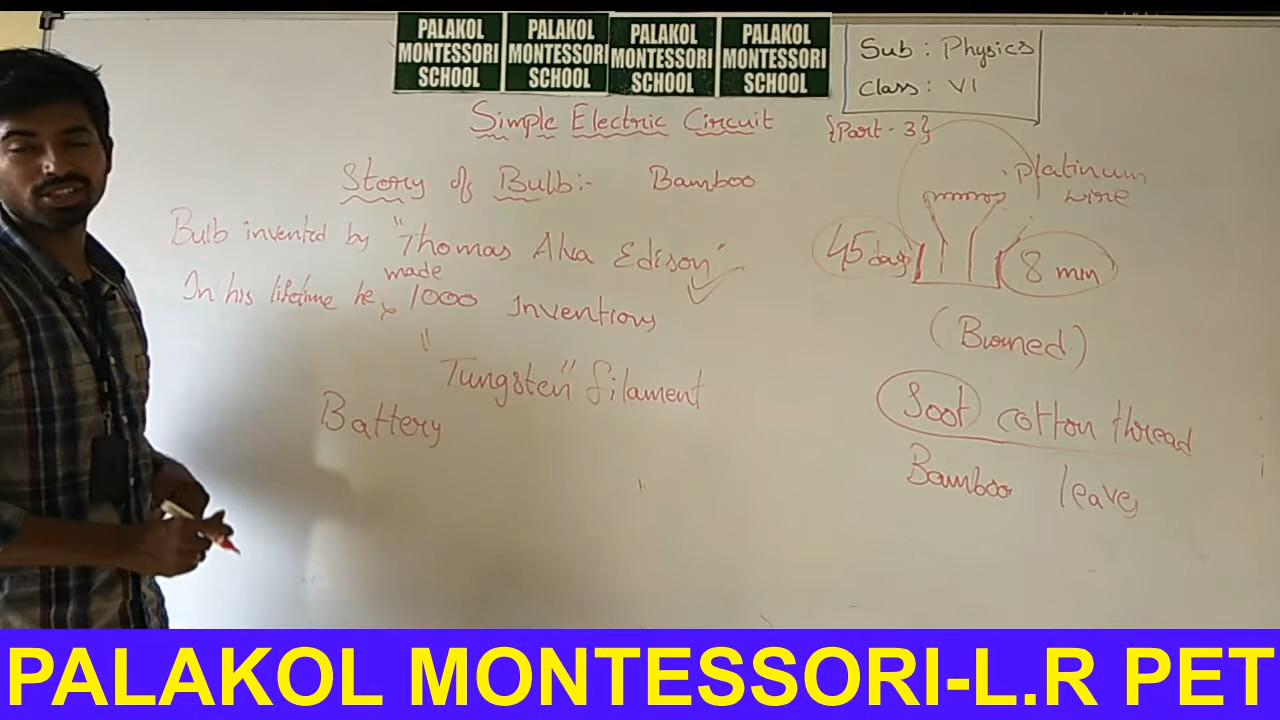 PALAKOL MONTESSORI SCHOOL
PALAKOL MONTESSORI SCHOOL
PALAKOL MONTESSORI SCHOOL
PALAKOL MONTESSORI SCHOOL
Sub : Physics
Class : VI
Simple Electric Circuit {Part - 3}
Story of Bulb:- Bamboo
Bulb invented by "Thomas Alva Edison"
In his lifetime he made 1000 Inventions
"Tungsten" filament
Battery
platinum
wire
45 days
8 min
(Burned)
Soot cotton thread
Bamboo leaves
PALAKOL MONTESSORI-L.R PET